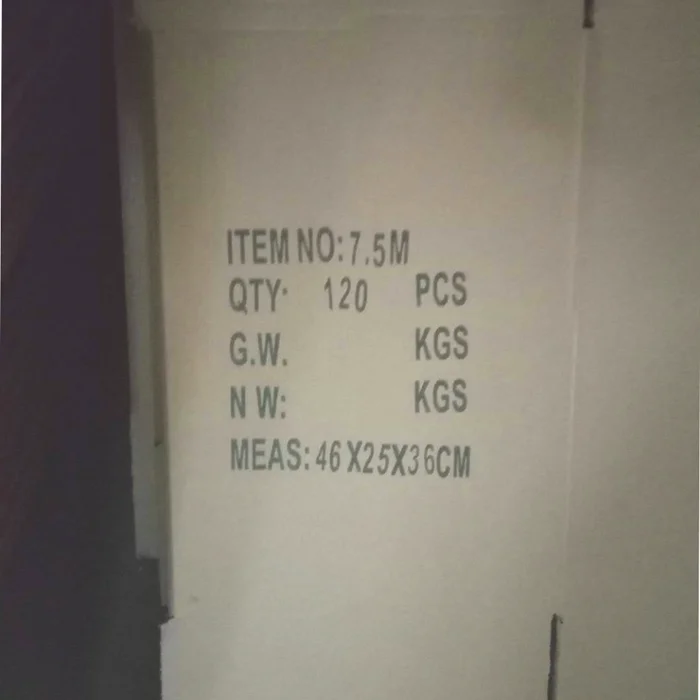 ITEM NO:7.5M
QTY· 120 PCS
G.W. KGS
N W: KGS
MEAS:46X25X36CM